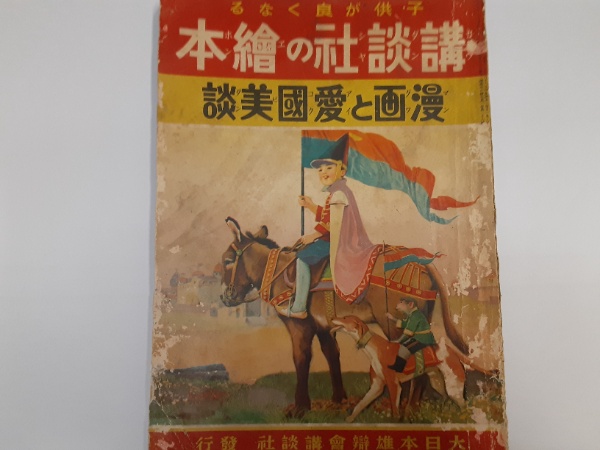 子供が良くなる
講談社の繪本
漫画と愛國美談
大日本雄辯會講談社 發行